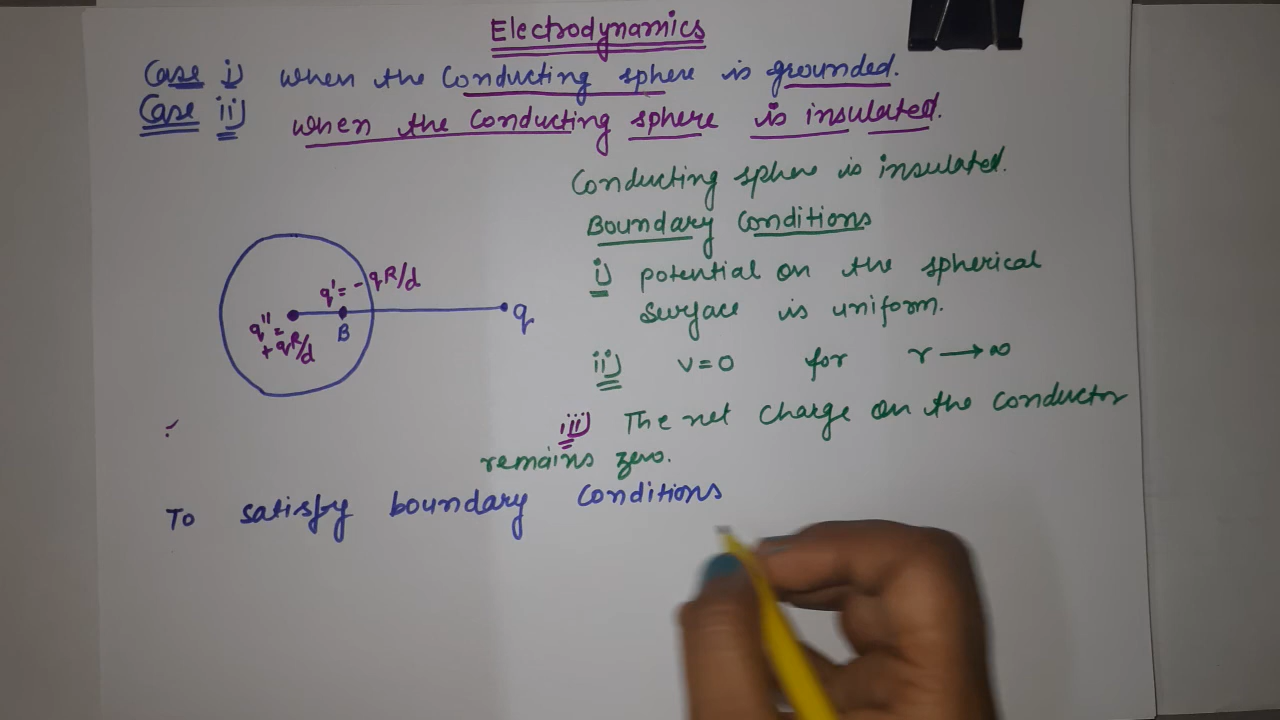 Electrodynamics
Case i) when the conducting sphere is grounded.
Case ii) when the conducting sphere is insulated.
Conducting sphere is insulated.
Boundary Conditions
i) potential on the spherical
surface is uniform.
q' = - qR/d
q
q'' =
+ qR/d
B
ii) v=0 for r → ∞
iii) The net charge on the conductor
remains zero.
To satisfy boundary conditions